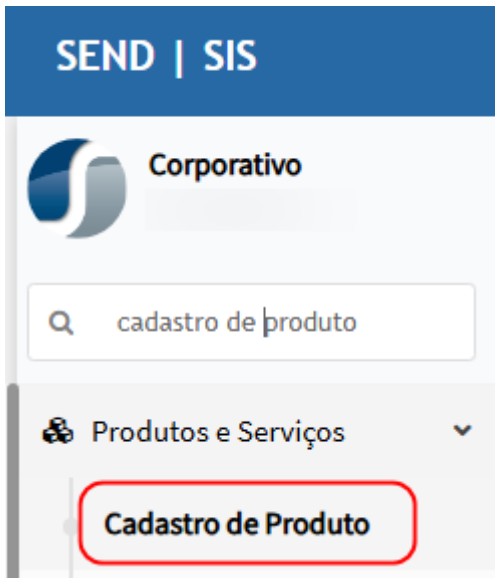 SEND | SIS
Corporativo
cadastro de produto
Produtos e Serviços
Cadastro de Produto